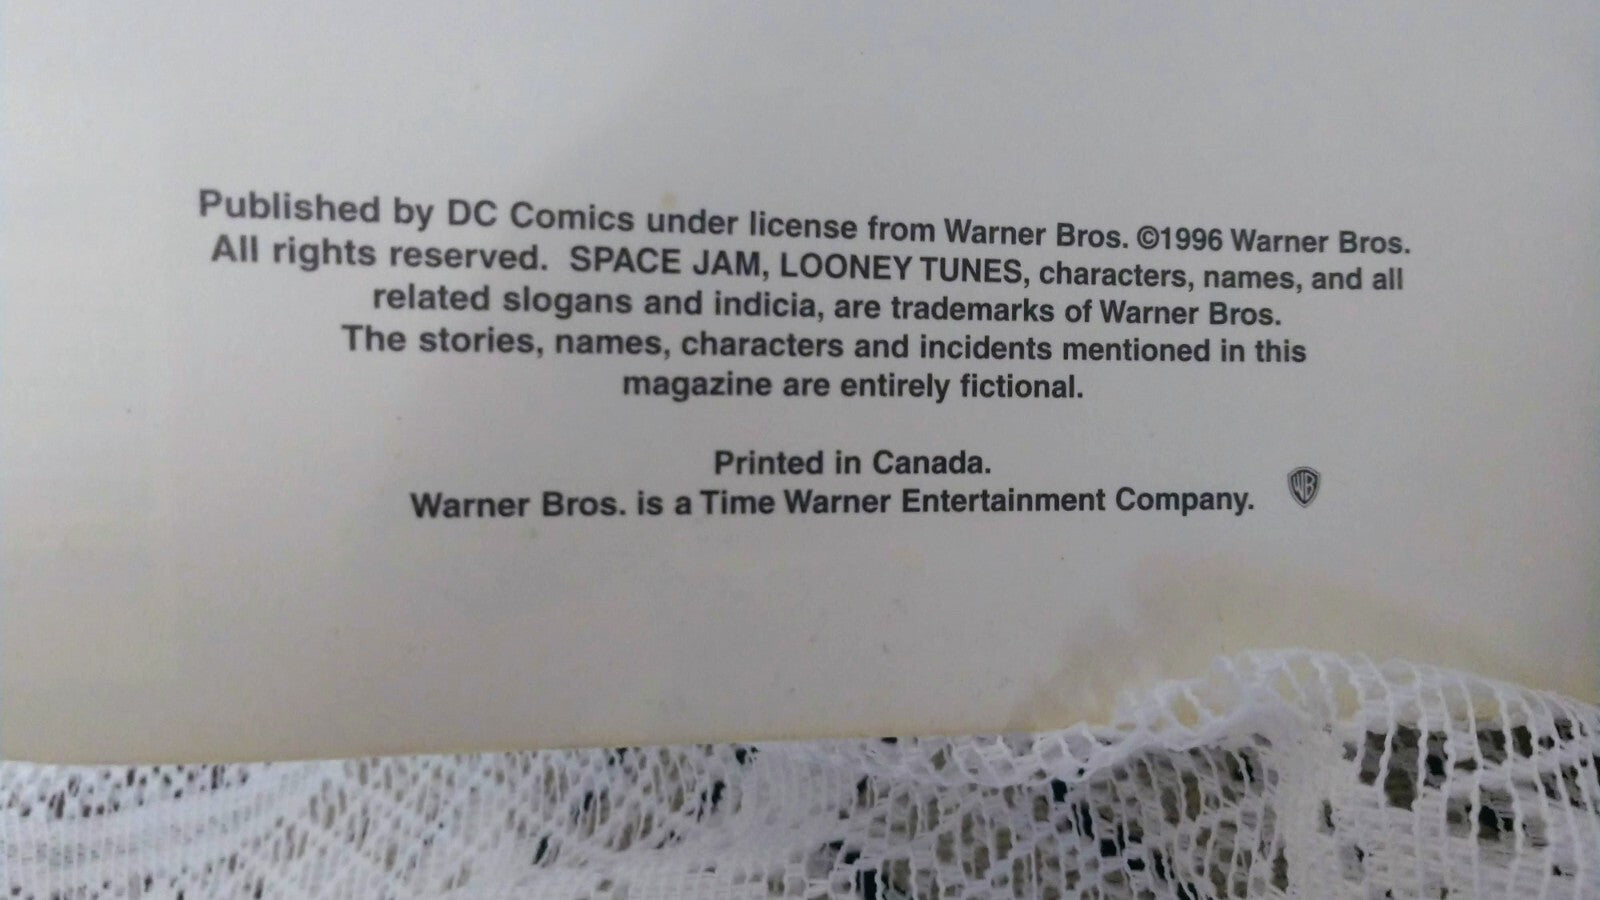 Published by DC Comics under license from Warner Bros. ©1996 Warner Bros.
All rights reserved. SPACE JAM, LOONEY TUNES, characters, names, and all
related slogans and indicia, are trademarks of Warner Bros.
The stories, names, characters and incidents mentioned in this
magazine are entirely fictional.
Printed in Canada.
Warner Bros. is a Time Warner Entertainment Company.
WB